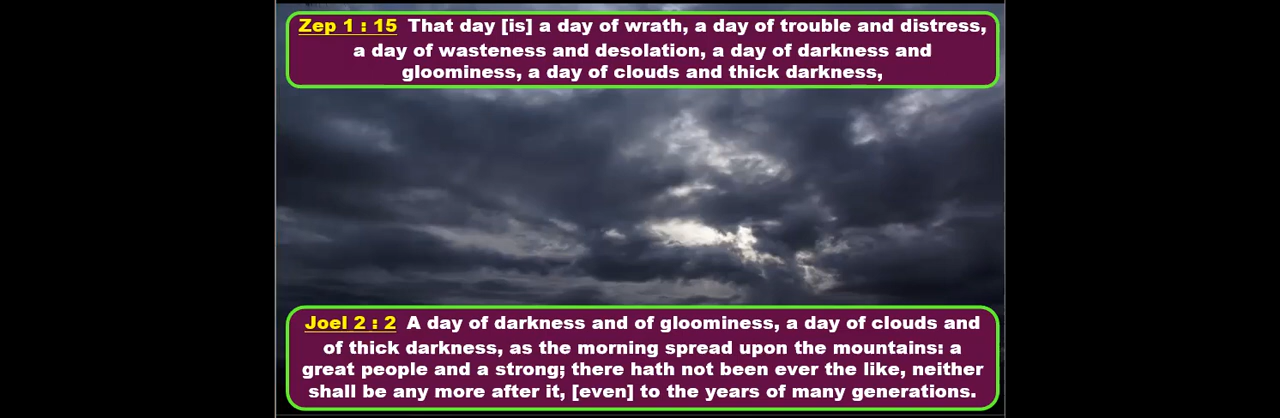 Zep 1 : 15 That day [is] a day of wrath, a day of trouble and distress,
a day of wasteness and desolation, a day of darkness and
gloominess, a day of clouds and thick darkness,
Joel 2 : 2 A day of darkness and of gloominess, a day of clouds and
of thick darkness, as the morning spread upon the mountains: a
great people and a strong; there hath not been ever the like, neither
shall be any more after it, [even] to the years of many generations.